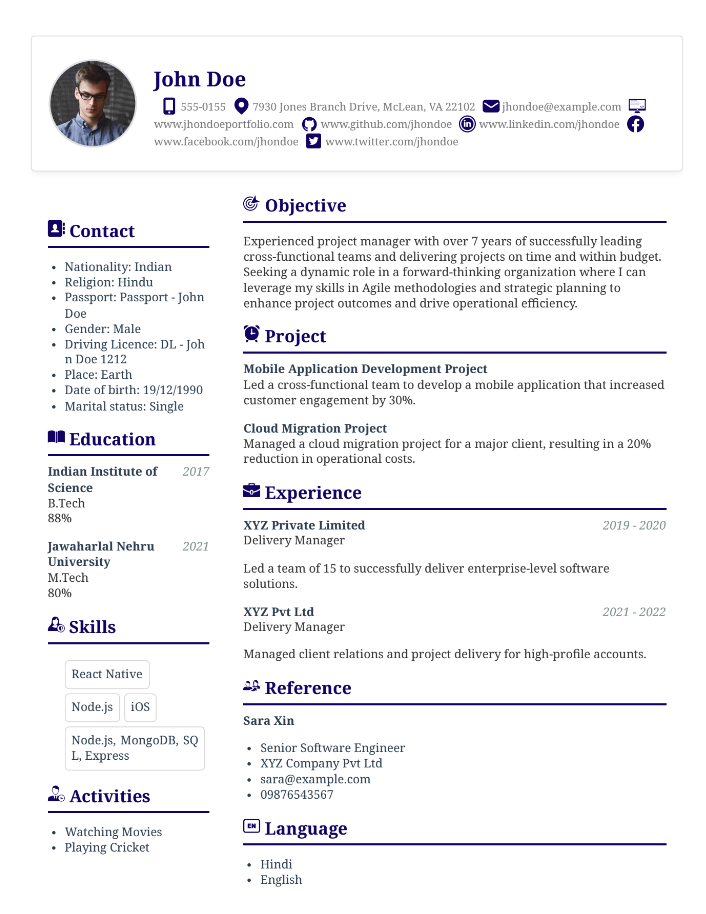 John Doe
555-0155 7930 Jones Branch Drive, McLean, VA 22102 jhondoe@example.com
www.jhondoeportfolio.com www.github.com/jhondoe www.linkedin.com/jhondoe
www.facebook.com/jhondoe www.twitter.com/jhondoe
Contact
• Nationality: Indian
• Religion: Hindu
• Passport: Passport - John
Doe
• Gender: Male
• Driving Licence: DL - Joh
n Doe 1212
• Place: Earth
• Date of birth: 19/12/1990
• Marital status: Single
Education
Indian Institute of 2017
Science
B.Tech
88%
Jawaharlal Nehru 2021
University
M.Tech
80%
Skills
React Native
Node.js iOS
Node.js, MongoDB, SQ
L, Express
Activities
• Watching Movies
• Playing Cricket
Objective
Experienced project manager with over 7 years of successfully leading
cross-functional teams and delivering projects on time and within budget.
Seeking a dynamic role in a forward-thinking organization where I can
leverage my skills in Agile methodologies and strategic planning to
enhance project outcomes and drive operational efficiency.
Project
Mobile Application Development Project
Led a cross-functional team to develop a mobile application that increased
customer engagement by 30%.
Cloud Migration Project
Managed a cloud migration project for a major client, resulting in a 20%
reduction in operational costs.
Experience
XYZ Private Limited 2019 - 2020
Delivery Manager
Led a team of 15 to successfully deliver enterprise-level software
solutions.
XYZ Pvt Ltd 2021 - 2022
Delivery Manager
Managed client relations and project delivery for high-profile accounts.
Reference
Sara Xin
• Senior Software Engineer
• XYZ Company Pvt Ltd
• sara@example.com
• 09876543567
EN Language
• Hindi
• English